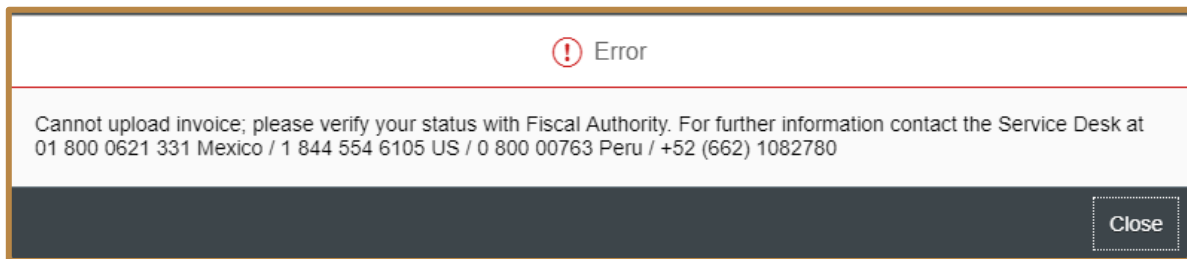 Error
Cannot upload invoice; please verify your status with Fiscal Authority. For further information contact the Service Desk at
01 800 0621 331 Mexico / 1 844 554 6105 US / 0 800 00763 Peru / +52 (662) 1082780
Close